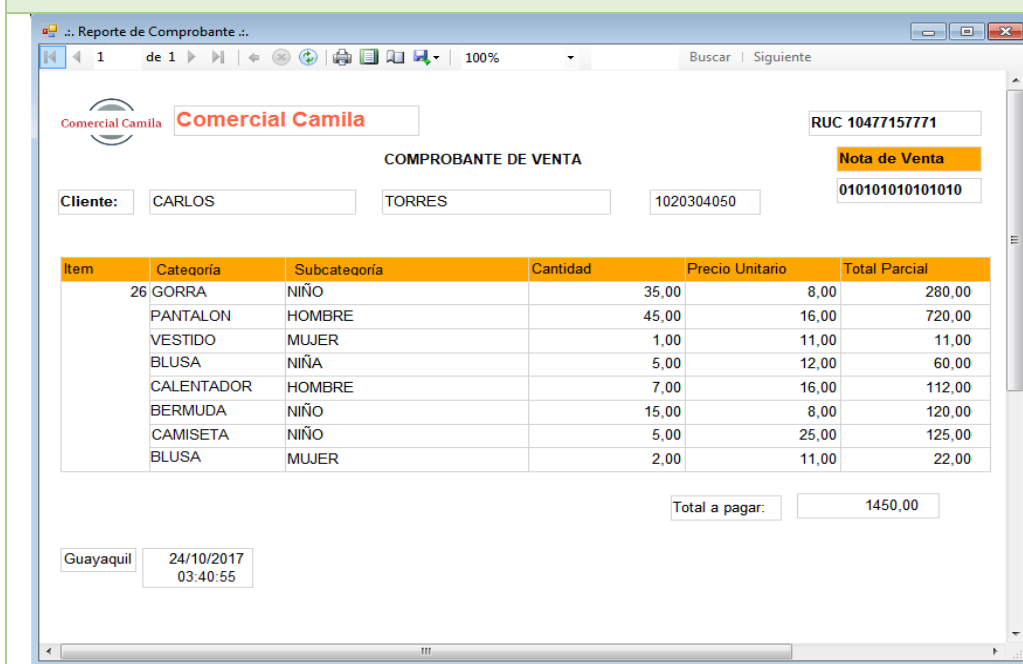 .:. Reporte de Comprobante .:.
1 de 1 100% Buscar | Siguiente
Comercial Camila Comercial Camila
RUC 10477157771
COMPROBANTE DE VENTA Nota de Venta
010101010101010
Cliente: CARLOS TORRES 1020304050
Item Categoría Subcategoría Cantidad Precio Unitario Total Parcial
26 GORRA NIÑO 35,00 8,00 280,00
PANTALON HOMBRE 45,00 16,00 720,00
VESTIDO MUJER 1,00 11,00 11,00
BLUSA NIÑA 5,00 12,00 60,00
CALENTADOR HOMBRE 7,00 16,00 112,00
BERMUDA NIÑO 15,00 8,00 120,00
CAMISETA NIÑO 5,00 25,00 125,00
BLUSA MUJER 2,00 11,00 22,00
Total a pagar: 1450,00
Guayaquil 24/10/2017
03:40:55